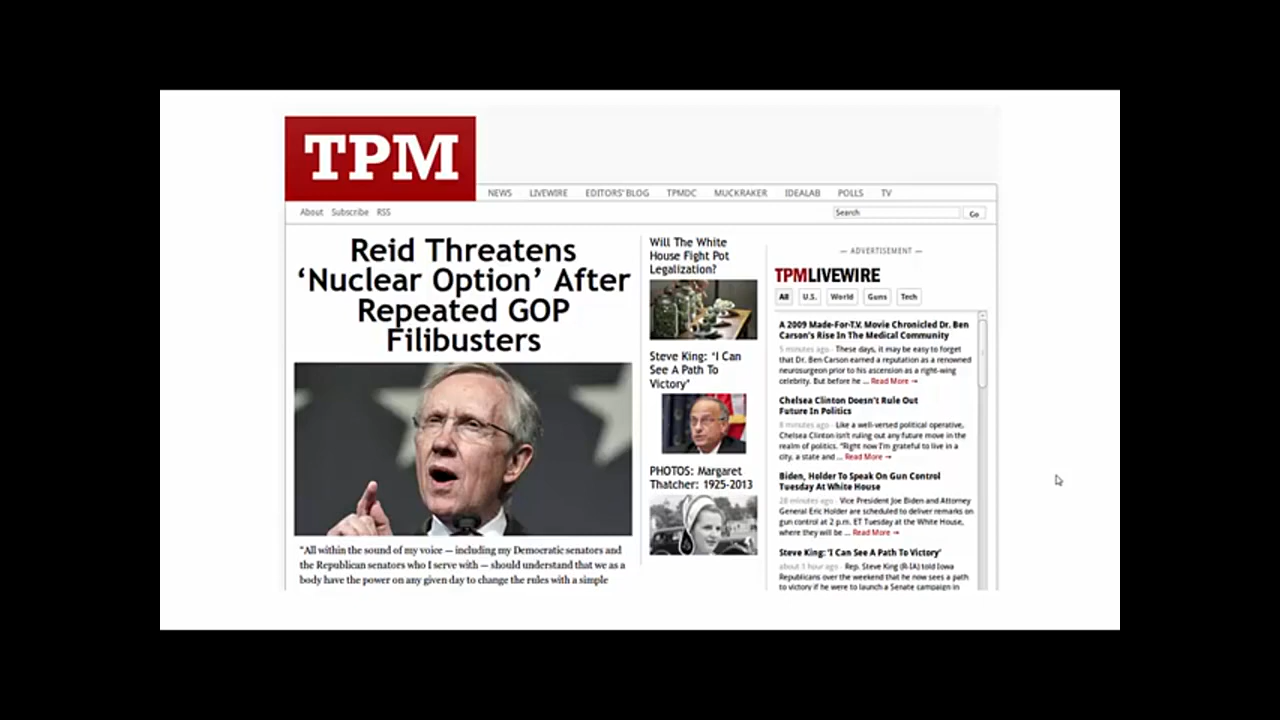 TPM
NEWS LIVEWIRE EDITORS' BLOG TPMDC MUCKRAKER IDEALAB POLLS TV
About Subscribe RSS
Search Go
Reid Threatens
‘Nuclear Option’ After
Repeated GOP
Filibusters
"All within the sound of my voice — including my Democratic senators and
the Republican senators who I serve with — should understand that we as a
body have the power on any given day to change the rules with a simple
Will The White
House Fight Pot
Legalization?
Steve King: ‘I Can
See A Path To
Victory’
PHOTOS: Margaret
Thatcher: 1925-2013
— ADVERTISEMENT —
TPMLIVEWIRE
All U.S. World Guns Tech
A 2009 Made-For-T.V. Movie Chronicled Dr. Ben
Carson's Rise In The Medical Community
5 minutes ago - These days, it may be easy to forget
that Dr. Ben Carson earned a reputation as a renowned
neurosurgeon prior to his ascension as a right-wing
celebrity. But before he ... Read More →
Chelsea Clinton Doesn't Rule Out
Future In Politics
8 minutes ago - Like a well-versed political operative,
Chelsea Clinton isn't ruling out any future move in the
realm of politics. "Right now I'm grateful to live in a
city, a state and ... Read More →
Biden, Holder To Speak On Gun Control
Tuesday At White House
28 minutes ago - Vice President Joe Biden and Attorney
General Eric Holder are scheduled to deliver remarks on
gun control at 2 p.m. ET Tuesday at the White House,
where they will be ... Read More →
Steve King: 'I Can See A Path To Victory'
about 1 hour ago - Rep. Steve King (R-IA) told Iowa
Republicans over the weekend that he now sees a path
to victory if he were to launch a Senate campaign in